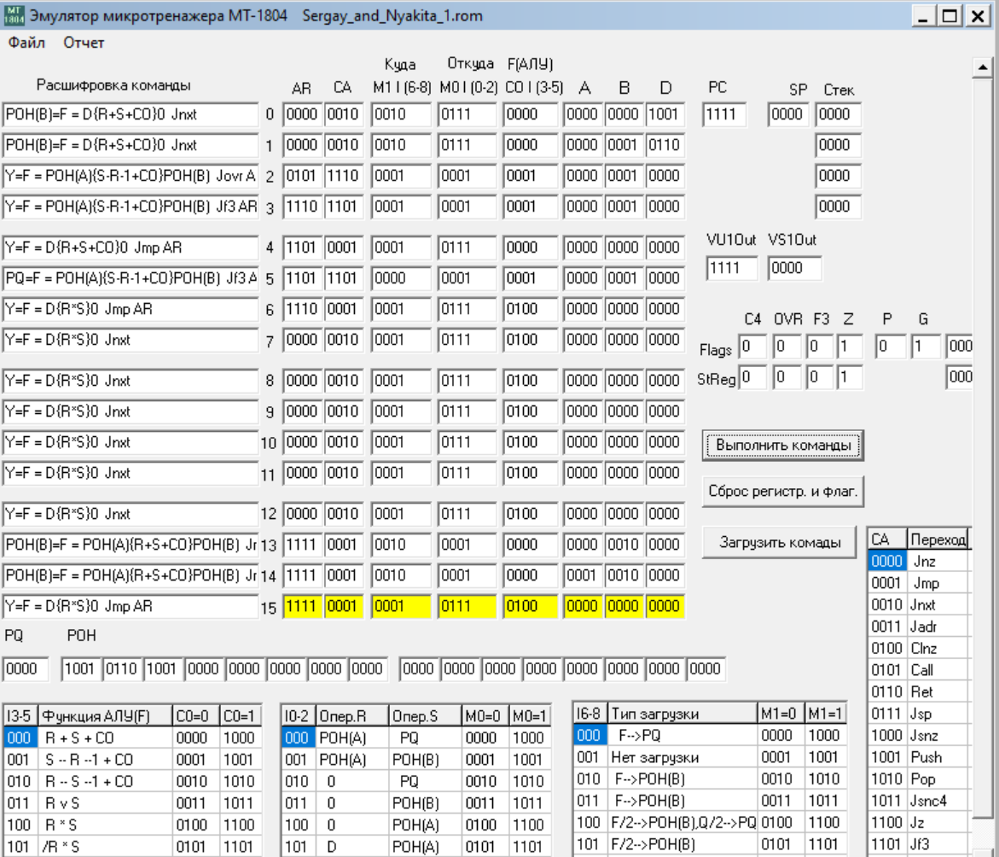 МТ 1804 Эмулятор микротренажера МТ-1804 Sergay_and_Nyakita_1.rom
Файл Отчет
Куда Откуда F(АЛУ)
Расшифровка команды AR CA M1 I (6-8) M0 I (0-2) C0 I (3-5) A B D PC SP Стек
РОН(B)=F = D{R+S+CO}0 Jnxt 0 0000 0010 0010 0111 0000 0000 0000 1001 1111 0000 0000
РОН(B)=F = D{R+S+CO}0 Jnxt 1 0000 0010 0010 0111 0000 0000 0001 0110 0000
Y=F = РОН(A){S-R-1+CO}РОН(B) Jovr A 2 0101 1110 0001 0001 0001 0000 0001 0000 0000
Y=F = РОН(A){S-R-1+CO}РОН(B) Jf3 AR 3 1110 1101 0001 0001 0001 0000 0001 0000 0000
VU1Out VS1Out
Y=F = D{R+S+CO}0 Jmp AR 4 1101 0001 0001 0111 0000 0000 0000 0000 1111 0000
PQ=F = РОН(A){S-R-1+CO}РОН(B) Jf3 A 5 1101 1101 0000 0001 0001 0000 0001 0000
Y=F = D{R*S}0 Jmp AR 6 1110 0001 0001 0111 0100 0000 0000 0000
C4 OVR F3 Z P G
Y=F = D{R*S}0 Jnxt 7 0000 0010 0001 0111 0100 0000 0000 0000 Flags 0 0 0 1 0 1 000
Y=F = D{R*S}0 Jnxt 8 0000 0010 0001 0111 0100 0000 0000 0000 StReg 0 0 0 1 000
Y=F = D{R*S}0 Jnxt 9 0000 0010 0001 0111 0100 0000 0000 0000
Y=F = D{R*S}0 Jnxt 10 0000 0010 0001 0111 0100 0000 0000 0000 Выполнить команды
Y=F = D{R*S}0 Jnxt 11 0000 0010 0001 0111 0100 0000 0000 0000
Сброс регистр. и флаг.
Y=F = D{R*S}0 Jnxt 12 0000 0010 0001 0111 0100 0000 0000 0000
РОН(B)=F = РОН(A){R+S+CO}РОН(B) Jr 13 1111 0001 0010 0001 0000 0000 0010 0000 Загрузить комады
РОН(B)=F = РОН(A){R+S+CO}РОН(B) Jr 14 1111 0001 0010 0001 0000 0001 0010 0000
Y=F = D{R*S}0 Jmp AR 15 1111 0001 0001 0111 0100 0000 0000 0000
PQ РОН
0000 1001 0110 1001 0000 0000 0000 0000 0000 0000 0000 0000 0000 0000 0000 0000 0000
I3-5 Функция АЛУ(F) C0=0 C0=1
000 R + S + CO 0000 1000
001 S -- R --1 + CO 0001 1001
010 R -- S --1 + CO 0010 1010
011 R v S 0011 1011
100 R * S 0100 1100
101 /R * S 0101 1101
I0-2 Опер.R Опер.S M0=0 M0=1
000 РОН(A) PQ 0000 1000
001 РОН(A) РОН(B) 0001 1001
010 0 PQ 0010 1010
011 0 РОН(B) 0011 1011
100 0 РОН(A) 0100 1100
101 D РОН(A) 0101 1101
I6-8 Тип загрузки M1=0 M1=1
000 F-->PQ 0000 1000
001 Нет загрузки 0001 1001
010 F-->РОН(B) 0010 1010
011 F-->РОН(B) 0011 1011
100 F/2-->РОН(B),Q/2-->PQ 0100 1100
101 F/2-->РОН(B) 0101 1101
CA Переход
0000 Jnz
0001 Jmp
0010 Jnxt
0011 Jadr
0100 Clnz
0101 Call
0110 Ret
0111 Jsp
1000 Jsnz
1001 Push
1010 Pop
1011 Jsnc4
1100 Jz
1101 Jf3